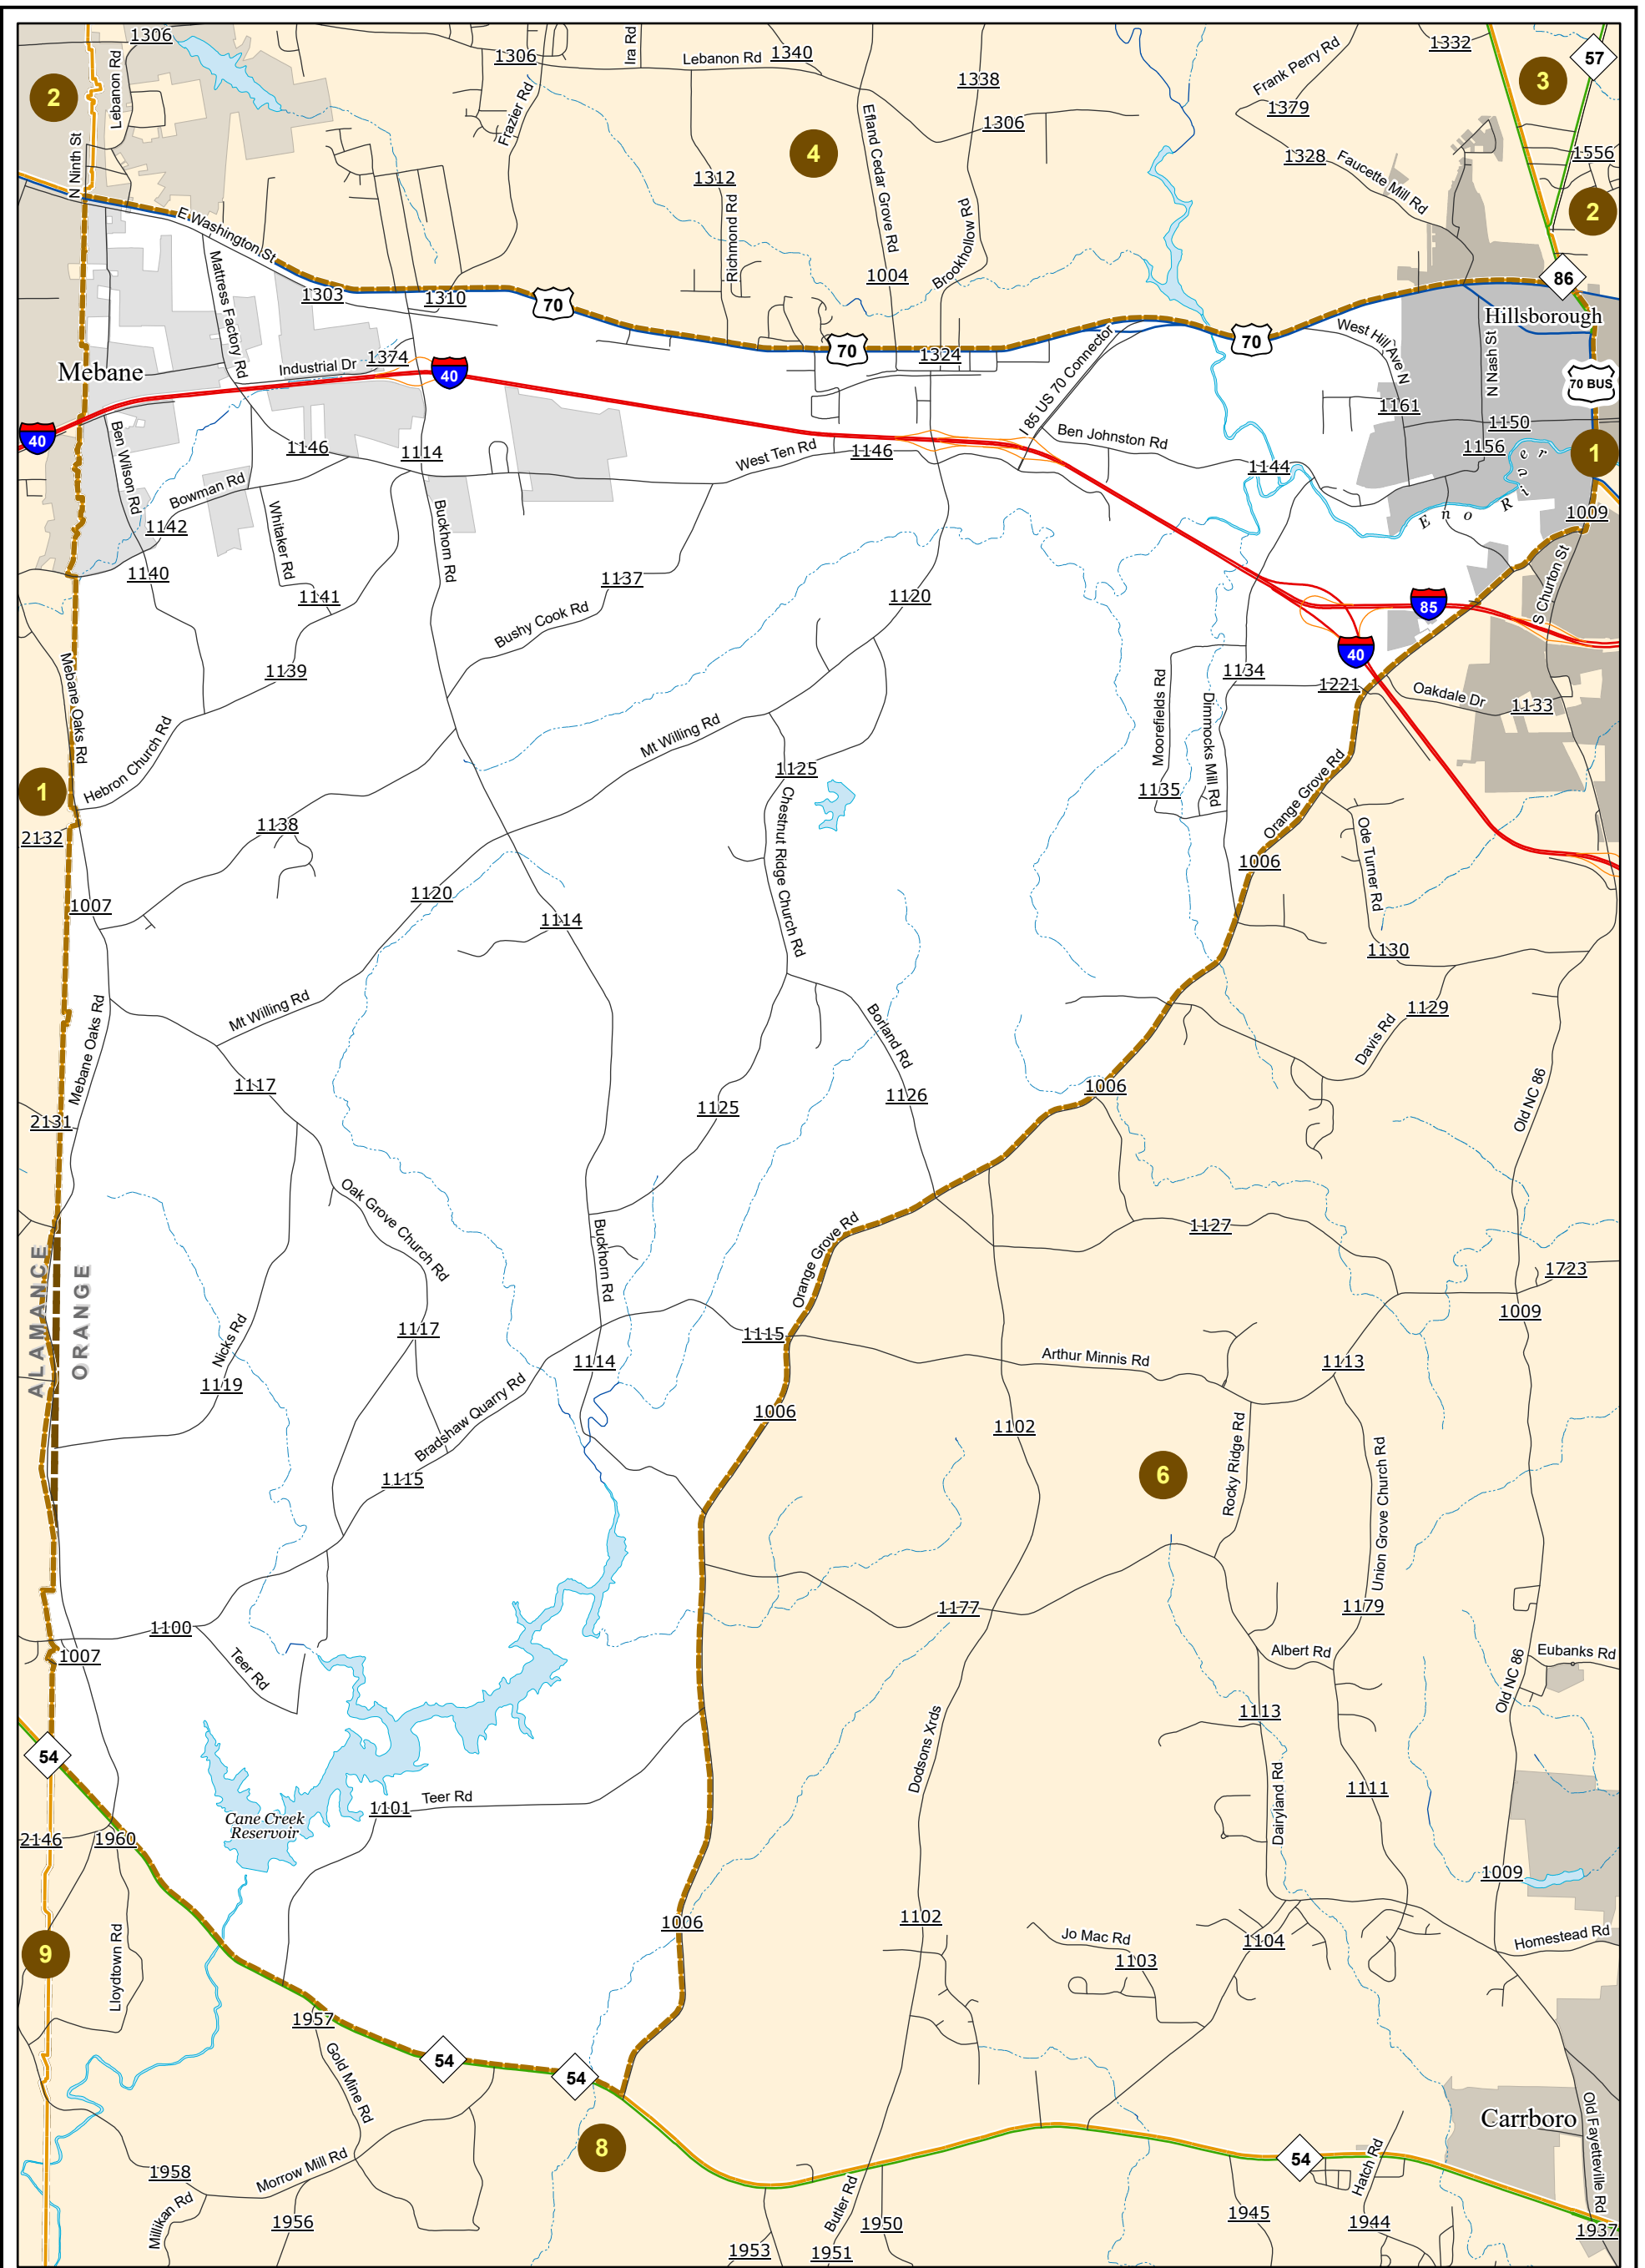 1306
Lebanon Rd
2
N Ninth St
1306
Frazier Rd
Ira Rd
Lebanon Rd
1340
1338
1306
4
Efland Cedar Grove Rd
1312
Richmond Rd
Brookhollow Rd
1004
Frank Perry Rd
1379
1332
57
3
1328
Faucette Mill Rd
1556
2
86
Hillsborough
E Washington St
Mattress Factory Rd
1303
1310
70
70
1324
70
West Hill Ave N
N Nash St
70 BUS
Mebane
Industrial Dr
1374
40
40
I 85 US 70 Connector
Ben Johnston Rd
1161
1150
1156
1
Ben Wilson Rd
1146
1114
West Ten Rd
1146
1144
Eno River
1009
Bowman Rd
1142
Whitaker Rd
Buckhorn Rd
1140
1141
1137
Bushy Cook Rd
1120
85
40
S Churton St
1139
Mebane Oaks Rd
Hebron Church Rd
Mt Willing Rd
Moorefields Rd
1134
1221
Dimmocks Mill Rd
Oakdale Dr
1133
1
2132
1125
1135
Orange Grove Rd
1138
Chestnut Ridge Church Rd
Ode Turner Rd
1006
1120
1007
1114
1130
Mt Willing Rd
Mebane Oaks Rd
Borland Rd
1129
Davis Rd
1117
1125
1126
1006
Old NC 86
2131
Oak Grove Church Rd
Buckhorn Rd
Orange Grove Rd
1127
ALAMANCE
ORANGE
1723
1009
Nicks Rd
1117
1115
1114
Arthur Minnis Rd
1113
1119
Bradshaw Quarry Rd
1006
1102
1115
6
Rocky Ridge Rd
Union Grove Church Rd
1177
1179
1100
Teer Rd
1007
Albert Rd
Old NC 86
Eubanks Rd
54
1113
Dodsons Xrds
Dairyland Rd
1111
Cane Creek
Reservoir
1101
Teer Rd
2146
1960
1009
Lloydtown Rd
9
1006
1102
Jo Mac Rd
1103
1104
Homestead Rd
1957
Gold Mine Rd
54
54
8
Carrboro
Old Fayetteville Rd
54
Hatch Rd
1958
Morrow Mill Rd
Millikan Rd
1956
Butler Rd
1950
1953
1951
1945
1944
1937